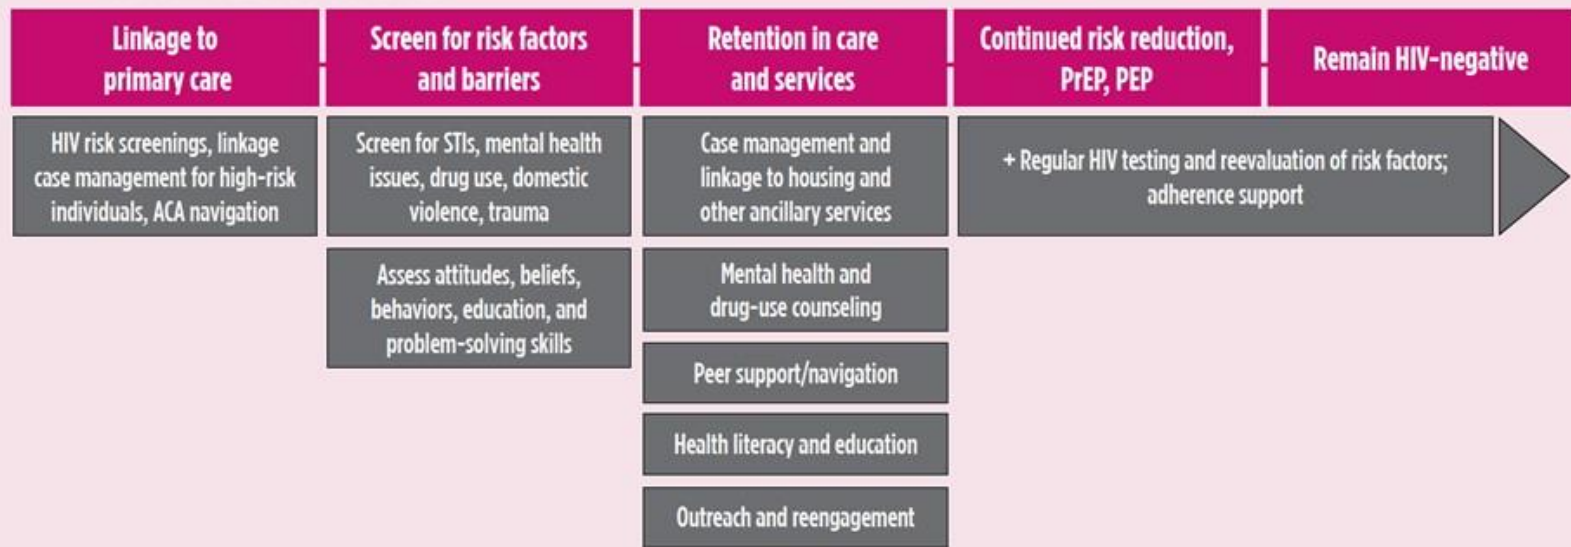 Linkage to
primary care
Screen for risk factors
and barriers
Retention in care
and services
Continued risk reduction,
PrEP, PEP
Remain HIV-negative
HIV risk screenings, linkage
case management for high-risk
individuals, ACA navigation
Screen for STIs, mental health
issues, drug use, domestic
violence, trauma
Case management and
linkage to housing and
other ancillary services
+ Regular HIV testing and reevaluation of risk factors;
adherence support
Assess attitudes, beliefs,
behaviors, education, and
problem-solving skills
Mental health and
drug-use counseling
Peer support/navigation
Health literacy and education
Outreach and reengagement